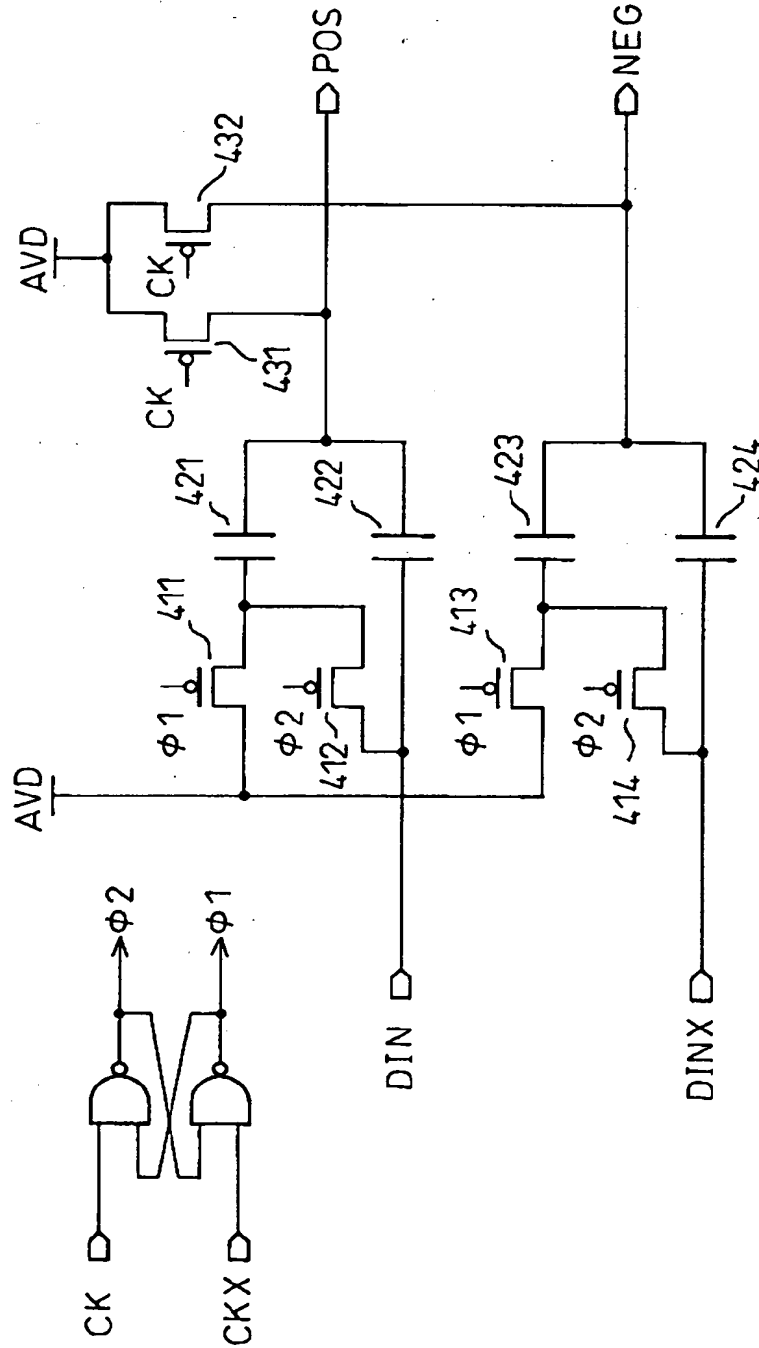 AVD
432
CK
CK
431
POS
NEG
421
422
423
424
411
φ1
φ2
412
413
φ1
φ2
414
AVD
φ2
φ1
CK
CKX
DIN
DINX